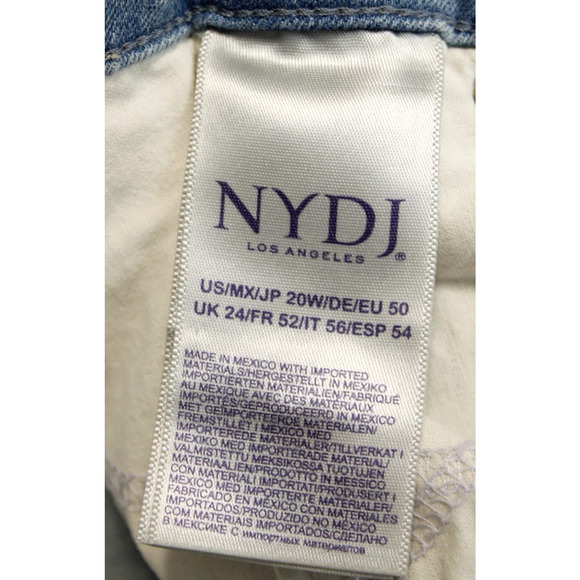 NYDJ
LOS ANGELES ®
US/MX/JP 20W/DE/EU 50
UK 24/FR 52/IT 56/ESP 54
MADE IN MEXICO WITH IMPORTED
MATERIALS/HERGESTELLT IN MEXIKO
IMPORTIERTEN MATERIALIEN/FABRIQUÉ
AU MEXIQUE AVEC DES MATÉRIAUX
IMPORTÉS/GEPRODUCEERD IN MEXICO
MET GEÏMPORTEERDE MATERIALEN/
FREMSTILLET I MEXICO MED
IMPORTEREDE MATERIALER/TILLVERKAT I
MEXIKO MED IMPORTERADE MATERIAL/
VALMISTETTU MEKSIKOSSA TUOTUJEN
MATERIAALIEN/PRODOTTO IN MESSICO
CON MATERIALI IMPORTATI/PRODUSERT I
MEXICO MED IMPORTERTE MATERIALER/
FABRICADO EN MÉXICO CON MATERIALES
IMPORTADOS/PRODUZIDO NO MÉXICO
COM MATERIAIS IMPORTADOS/СДЕЛАНО
В МЕКСИКЕ с импортных материалов